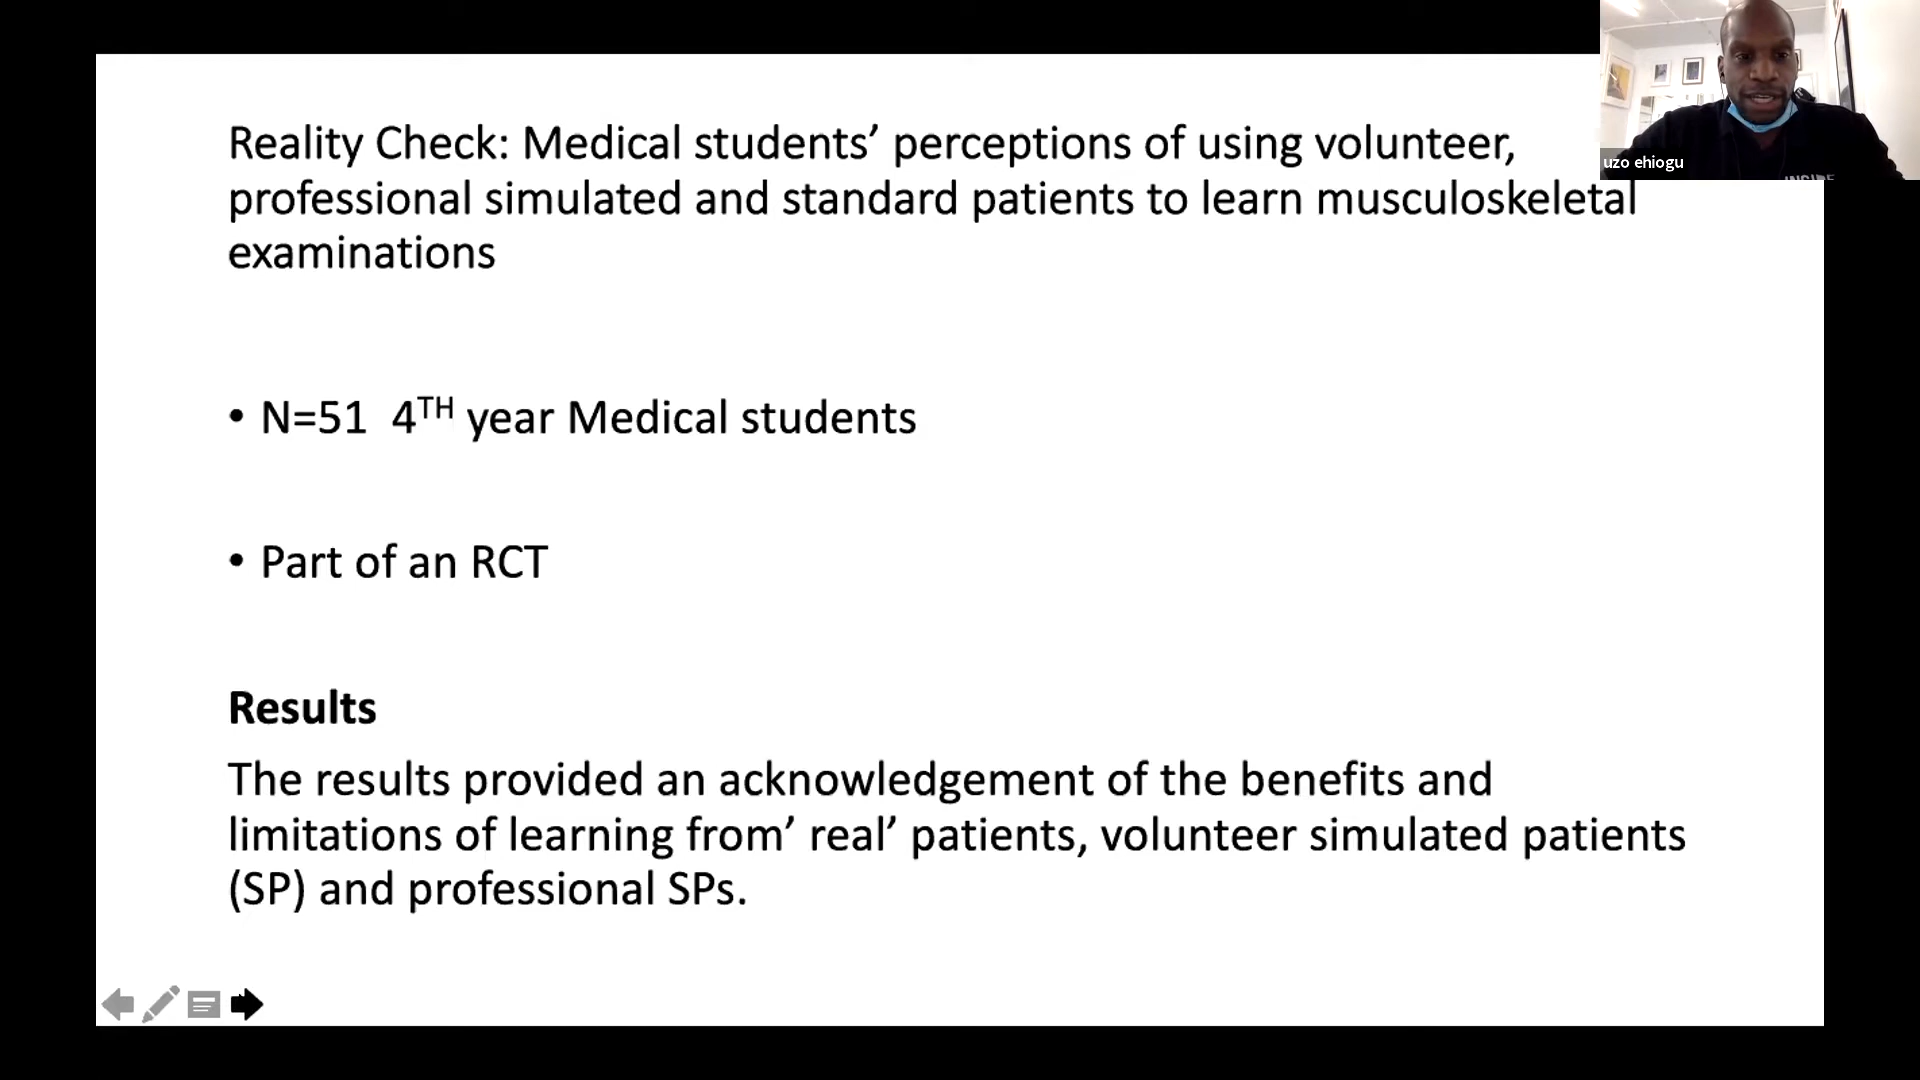 Reality Check: Medical students’ perceptions of using volunteer,
professional simulated and standard patients to learn musculoskeletal
examinations
• N=51  4TH year Medical students
• Part of an RCT
Results
The results provided an acknowledgement of the benefits and
limitations of learning from’ real’ patients, volunteer simulated patients
(SP) and professional SPs.
uzo ehiogu